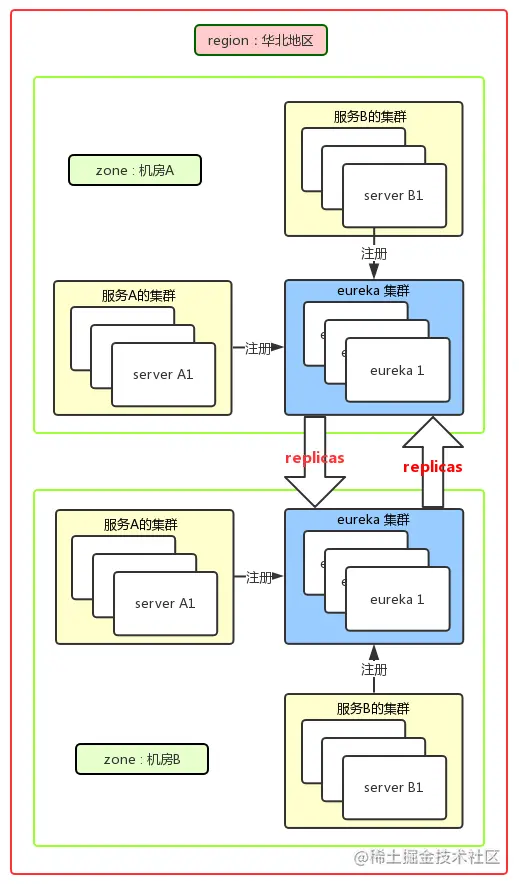 region : 华北地区
服务B的集群
zone : 机房A
server B1
注册
服务A的集群
eureka 集群
server A1
注册
eureka 1
replicas
replicas
服务A的集群
eureka 集群
server A1
注册
eureka 1
注册
服务B的集群
zone : 机房B
server B1
@稀土掘金技术社区